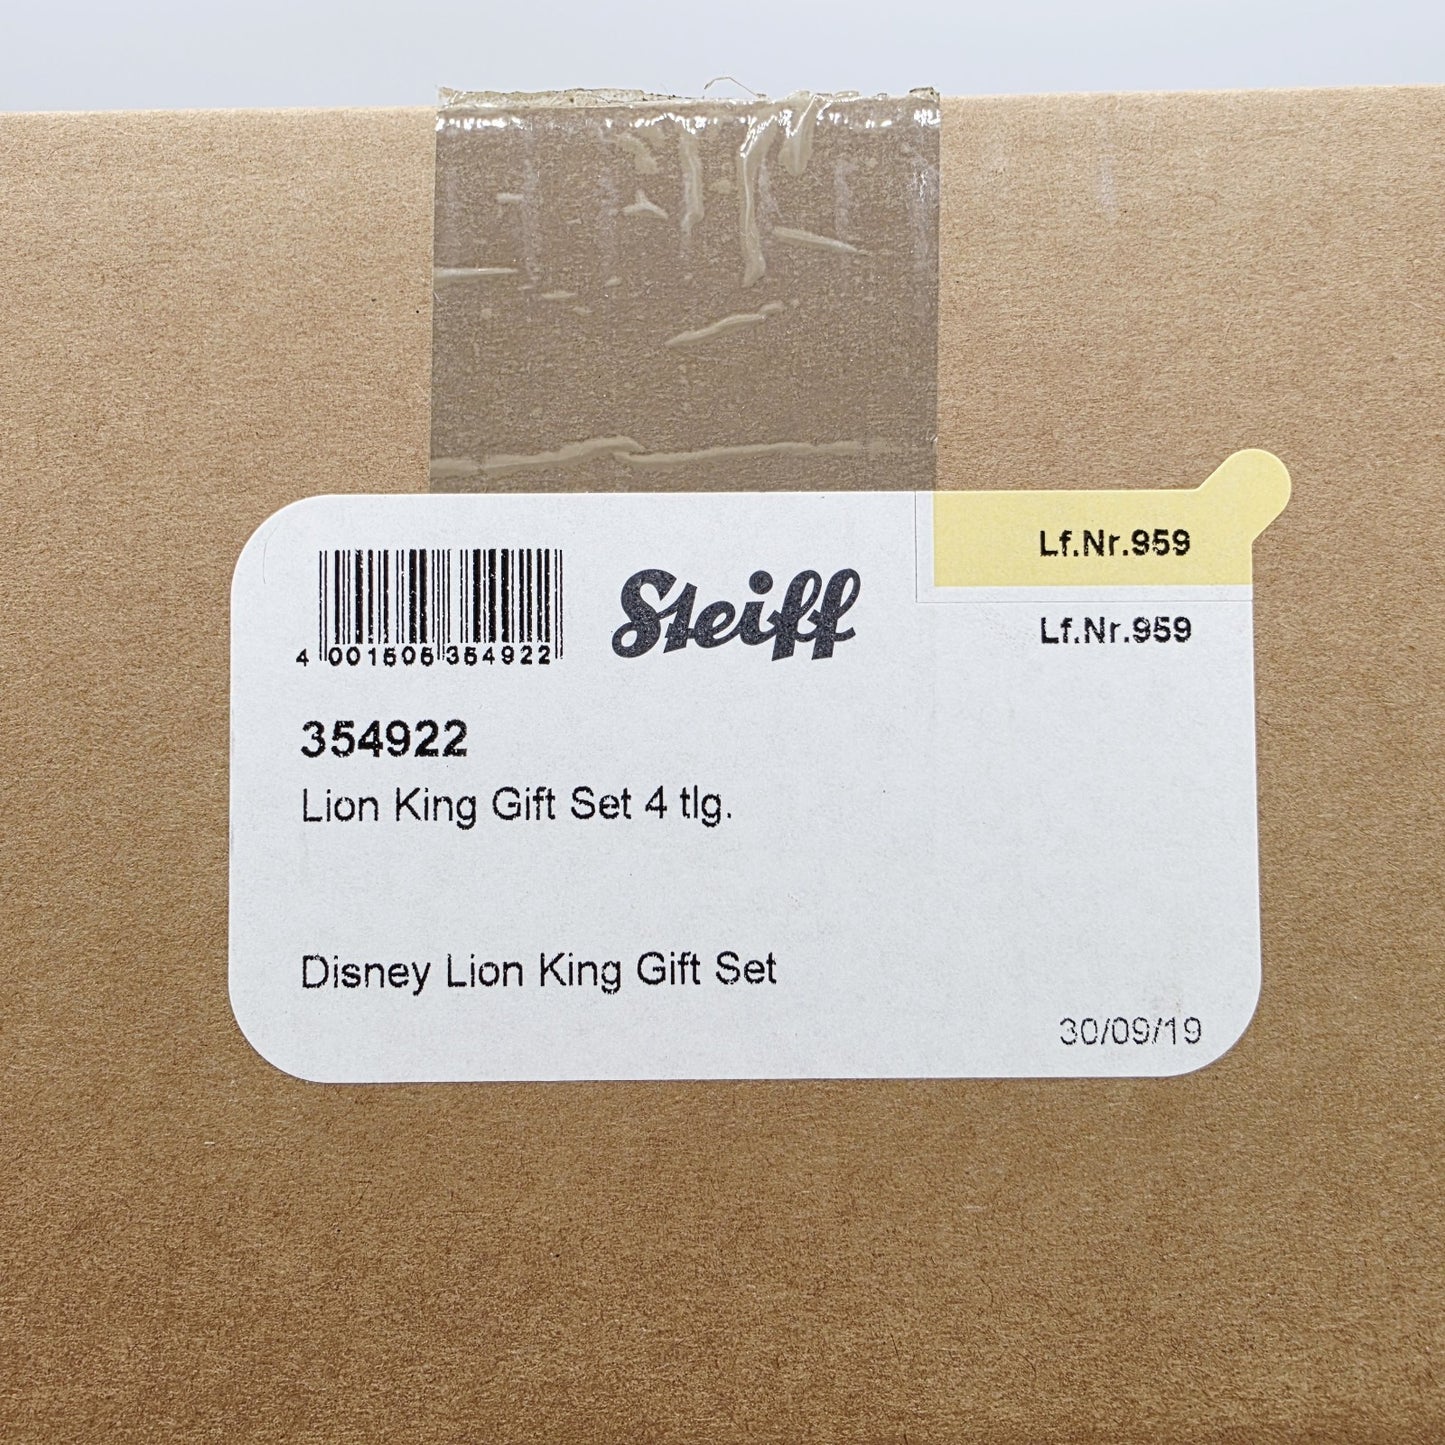 Lf.Nr.959
Steiff
4 001505 354922
Lf.Nr.959
354922
Lion King Gift Set 4 tlg.
Disney Lion King Gift Set
30/09/19